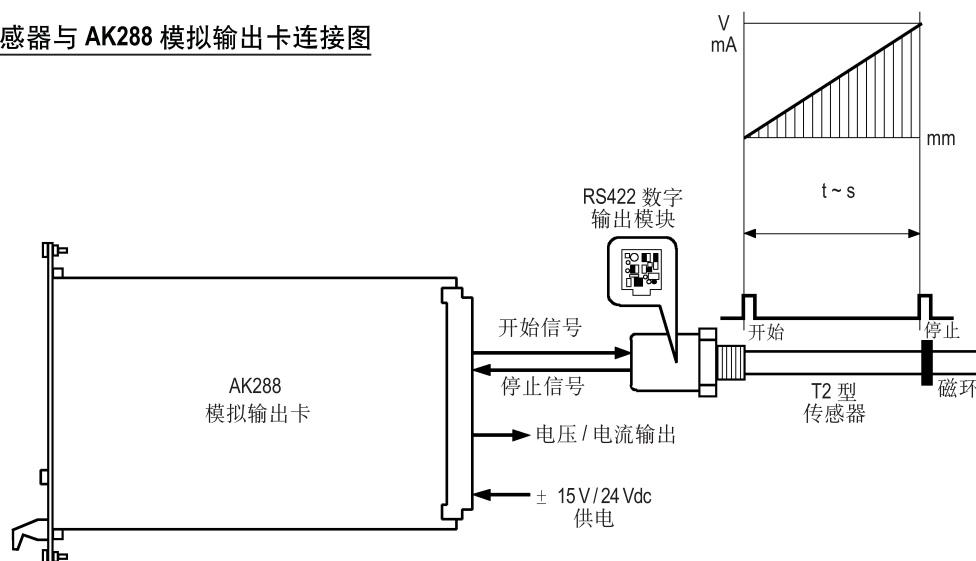 感器与 AK288 模拟输出卡连接图
V
mA
mm
t ~ s
RS422 数字
输出模块
开始
停止
开始信号
停止信号
AK288
模拟输出卡
T2 型
传感器
磁环
电压 / 电流输出
± 15 V / 24 Vdc
供电